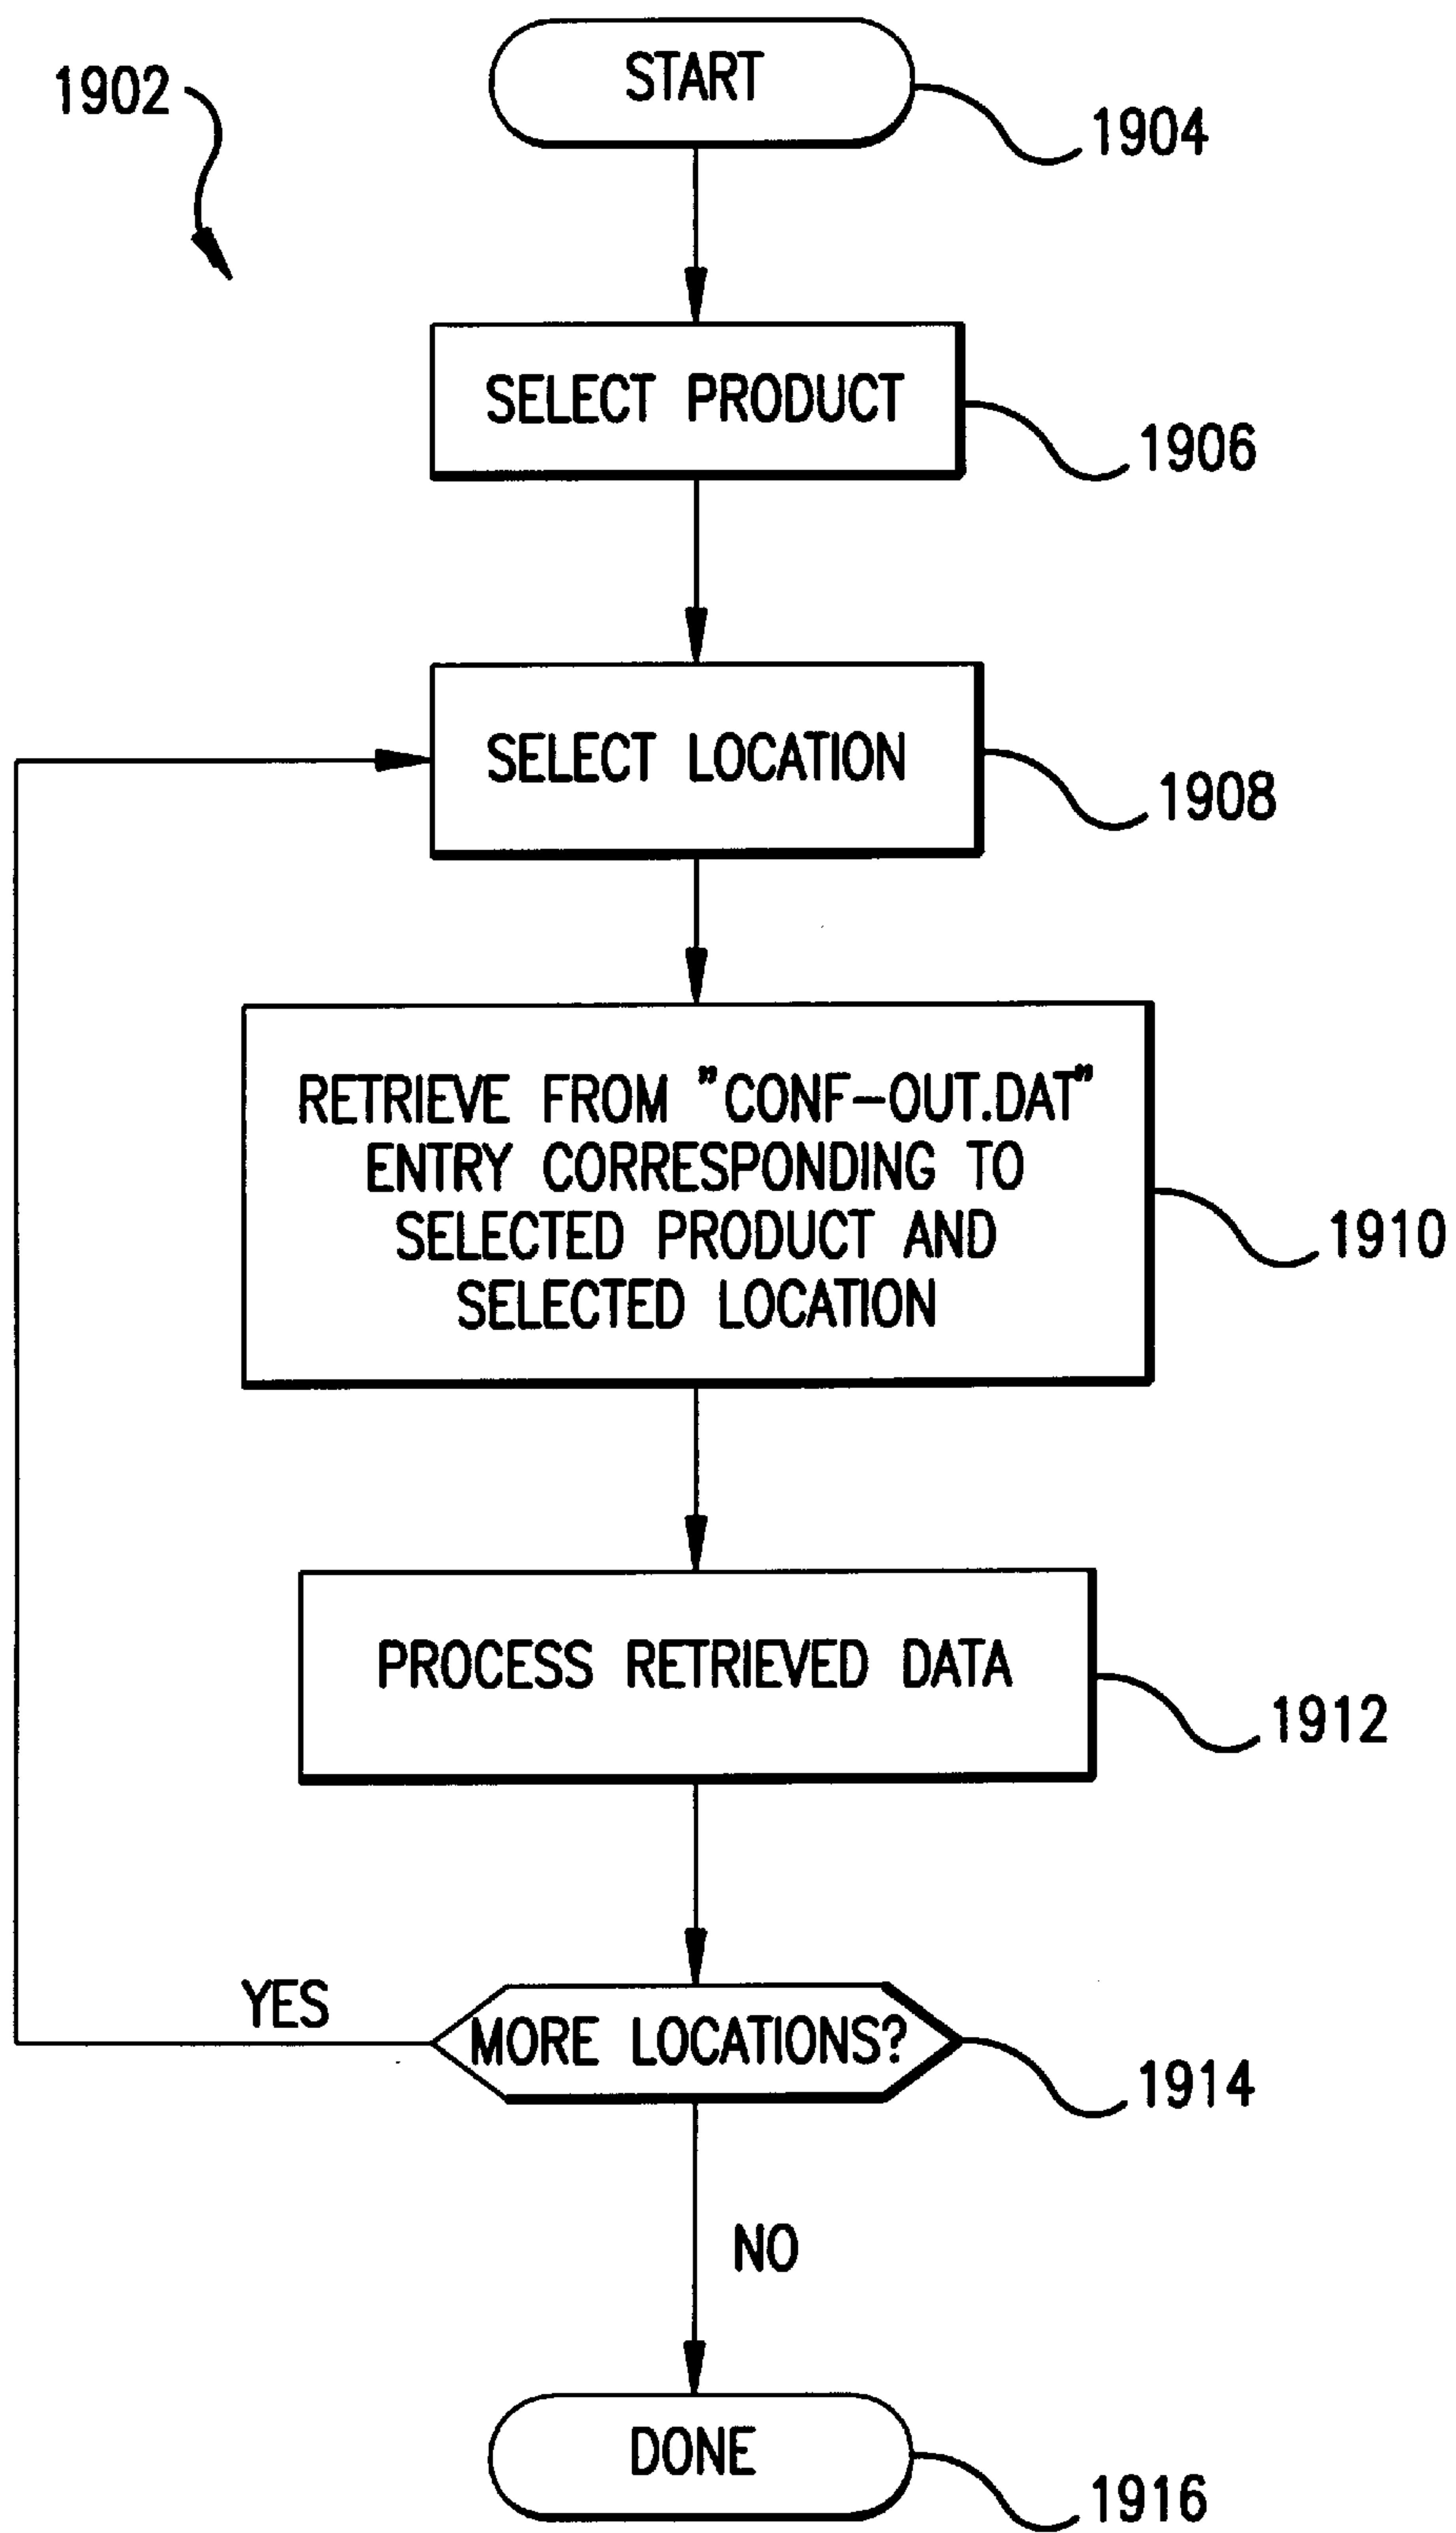 1902
START
1904
SELECT PRODUCT
1906
SELECT LOCATION
1908
RETRIEVE FROM "CONF-OUT.DAT"
ENTRY CORRESPONDING TO
SELECTED PRODUCT AND
SELECTED LOCATION
1910
PROCESS RETRIEVED DATA
1912
YES
MORE LOCATIONS?
1914
NO
DONE
1916